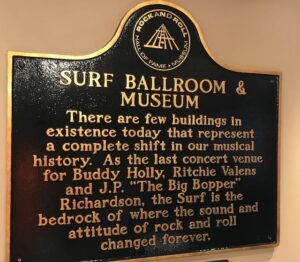 ROCK AND ROLL
HALL OF FAME + MUSEUM
SURF BALLROOM &
MUSEUM
There are few buildings in
existence today that represent
a complete shift in our musical
history. As the last concert venue
for Buddy Holly, Ritchie Valens
and J.P. "The Big Bopper"
Richardson, the Surf is the
bedrock of where the sound and
attitude of rock and roll
changed forever.